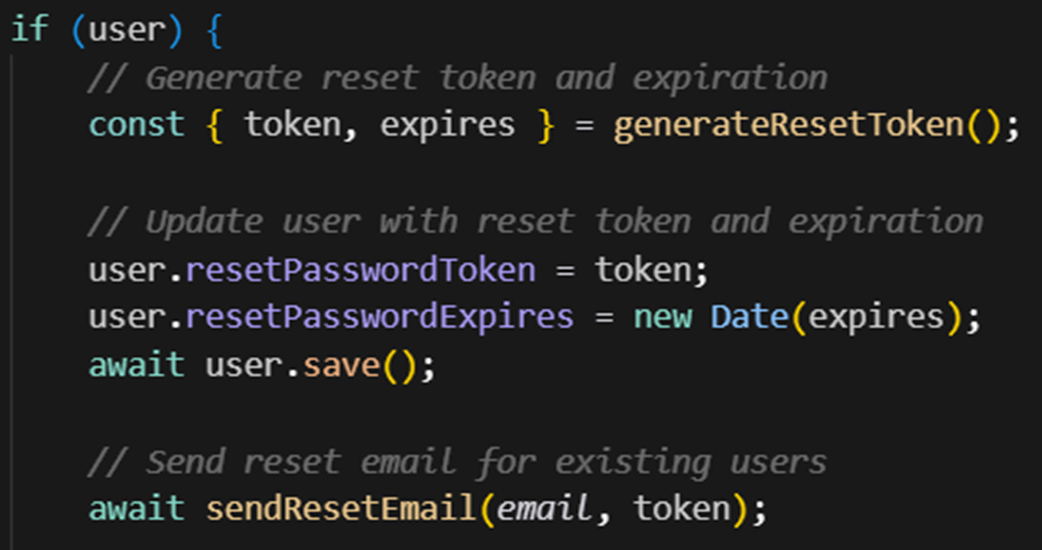 if (user) {
// Generate reset token and expiration
const { token, expires } = generateResetToken();
// Update user with reset token and expiration
user.resetPasswordToken = token;
user.resetPasswordExpires = new Date(expires);
await user.save();
// Send reset email for existing users
await sendResetEmail(email, token);